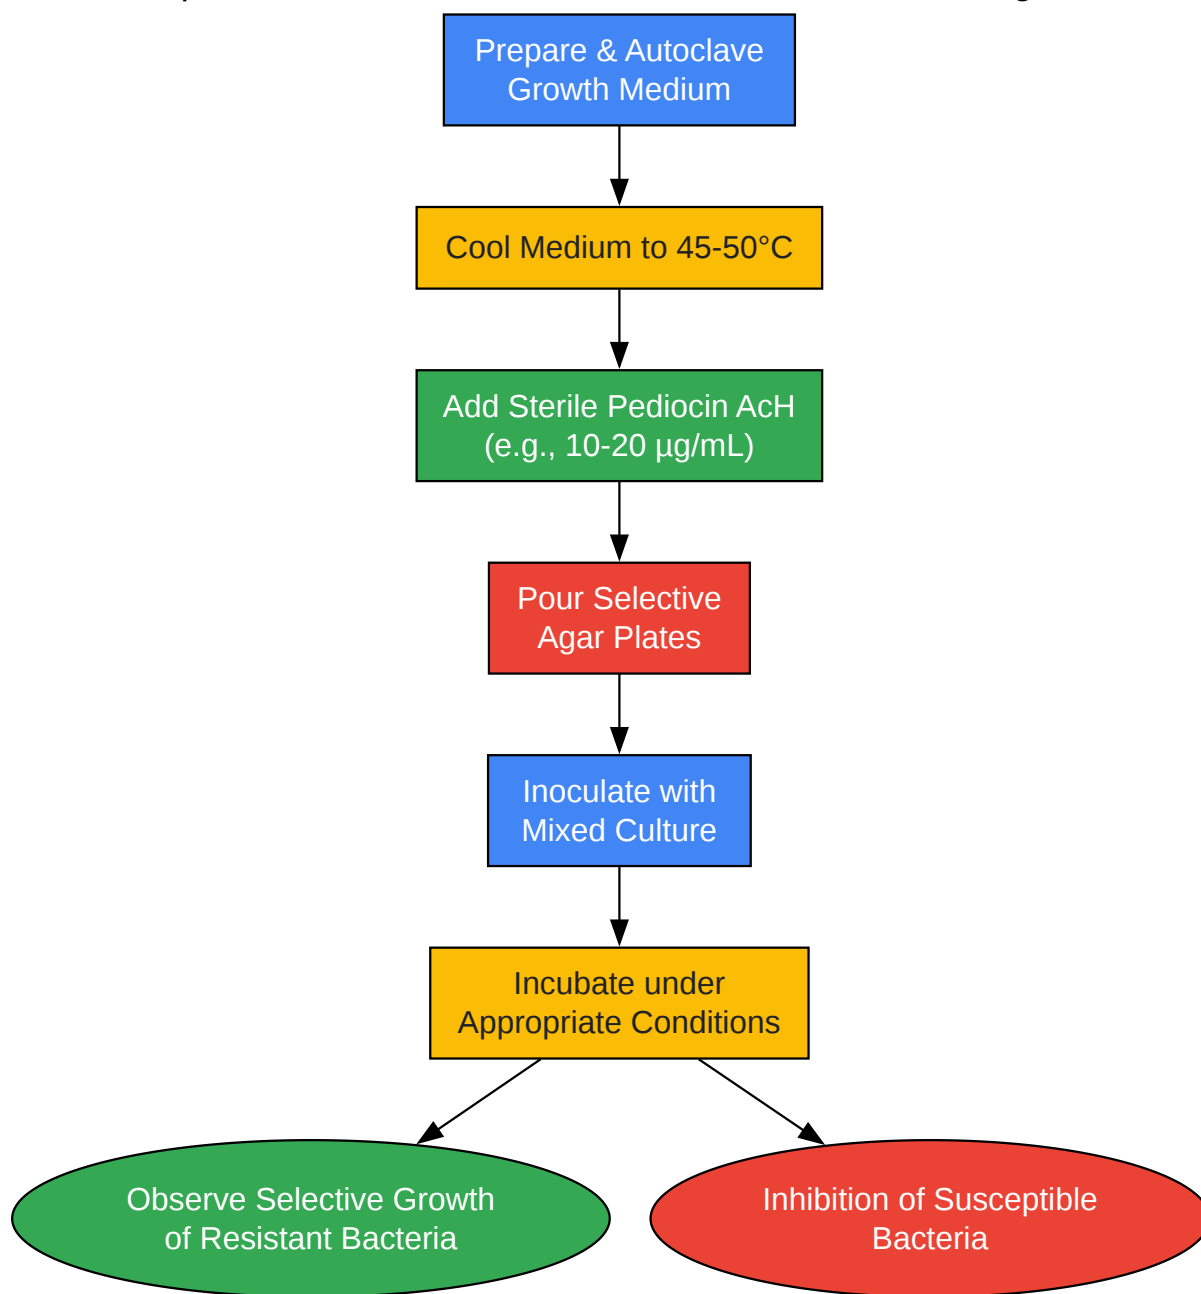 Prepare & Autoclave
Growth Medium
Cool Medium to 45-50°C
Add Sterile Pediocin AcH
(e.g., 10-20 µg/mL)
Pour Selective
Agar Plates
Inoculate with
Mixed Culture
Incubate under
Appropriate Conditions
Observe Selective Growth
of Resistant Bacteria
Inhibition of Susceptible
Bacteria